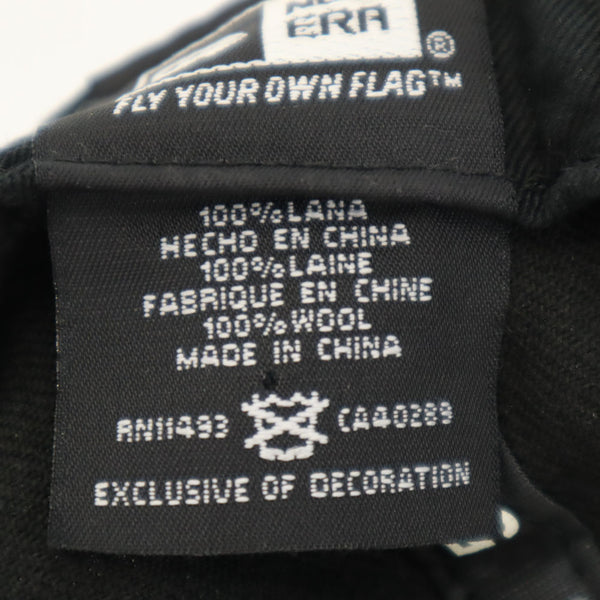 ERA
®
FLY YOUR OWN FLAG™
100% LANA
HECHO EN CHINA
100% LAINE
FABRIQUE EN CHINE
100% WOOL
MADE IN CHINA
RN11493 CA40289
EXCLUSIVE OF DECORATION